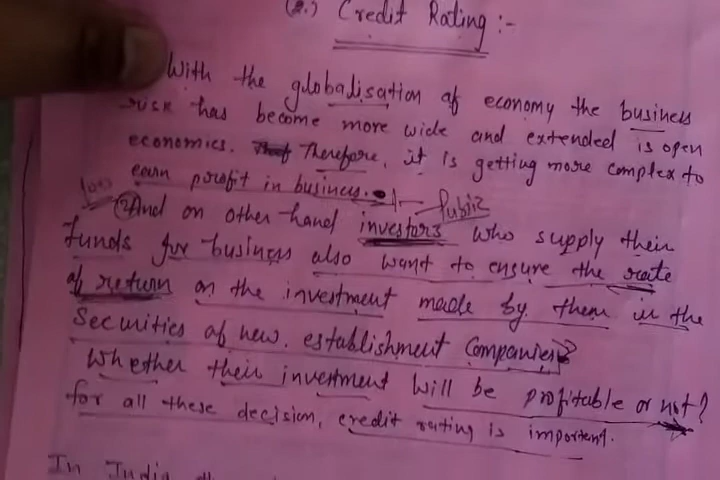 (2.) Credit Rating :-
With the globalisation of economy the business
risk has become more wide and extended is open
economics. Therefore, it is getting more complex to
earn profit in business.
Public
(2) And on other hand investors who supply their
funds for business also want to ensure the rate
of return on the investment made by them in the
Securities of new. establishment Companies?
Whether their investment will be profitable or not?
for all these decision, credit rating is important.
In India